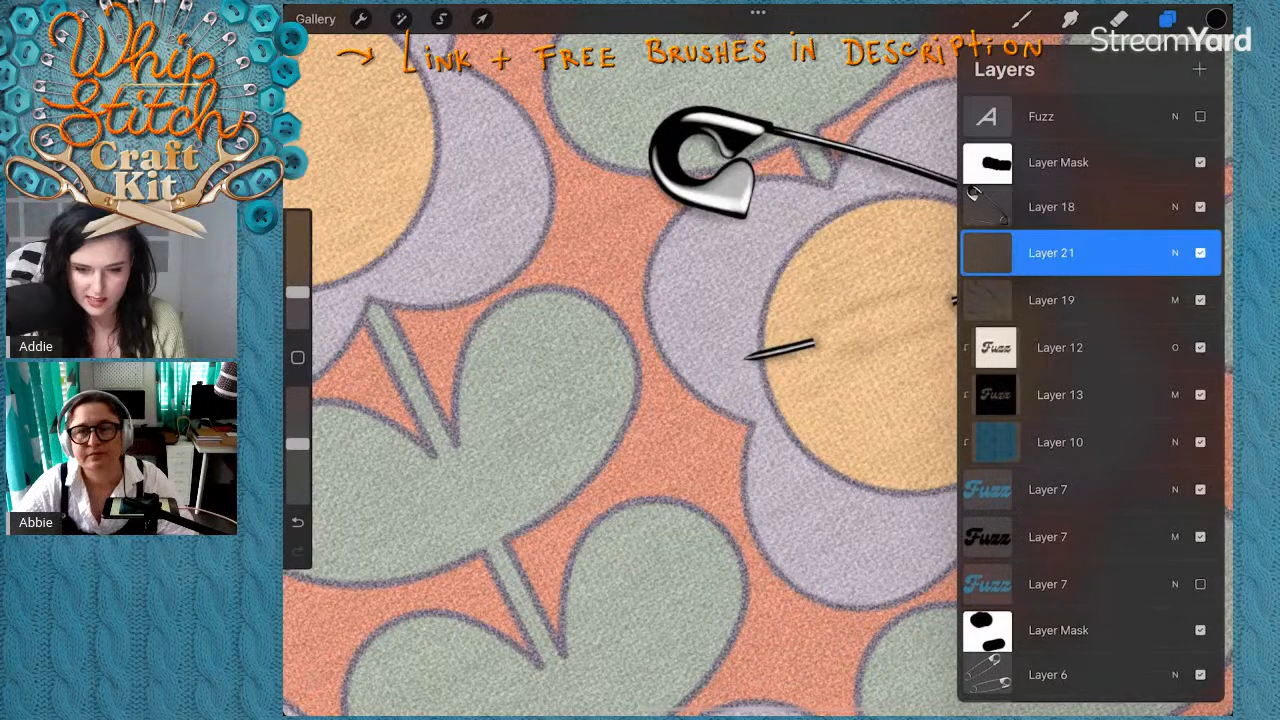 Whip
Stitch
Craft
Kit
Gallery
→ Link + Free Brushes in Description
StreamYard
Layers
Fuzz N
Layer Mask
Layer 18 N
Layer 21 N
Layer 19 M
Fuzz
Layer 12 O
Fuzz
Layer 13 M
Layer 10 N
Fuzz
Layer 7 N
Fuzz
Layer 7 M
Fuzz
Layer 7 N
Layer Mask
Layer 6 N
Addie
Abbie